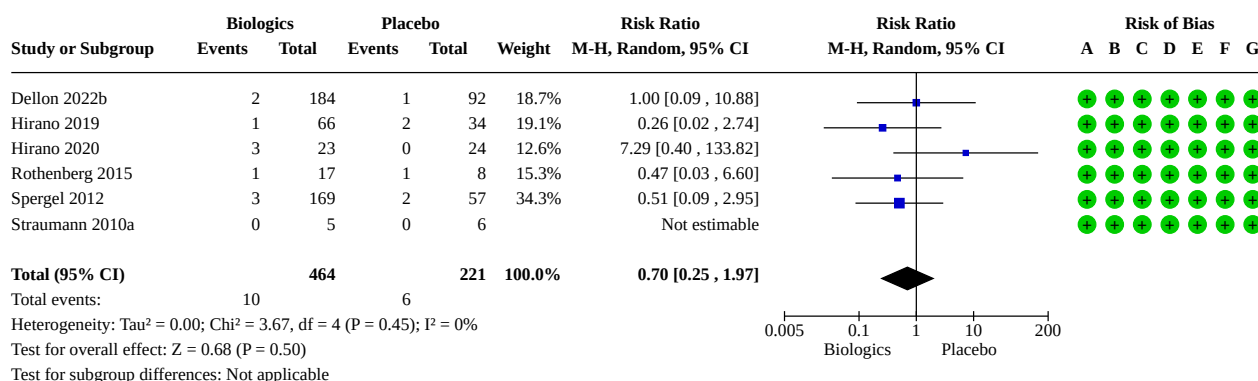 Biologics Placebo Risk Ratio Risk Ratio Risk of Bias
Study or Subgroup Events Total Events Total Weight M-H, Random, 95% CI M-H, Random, 95% CI A B C D E F G
Dellon 2022b 2 184 1 92 18.7% 1.00 [0.09 , 10.88] + + + + + + +
Hirano 2019 1 66 2 34 19.1% 0.26 [0.02 , 2.74] + + + + + + +
Hirano 2020 3 23 0 24 12.6% 7.29 [0.40 , 133.82] + + + + + + +
Rothenberg 2015 1 17 1 8 15.3% 0.47 [0.03 , 6.60] + + + + + + +
Spergel 2012 3 169 2 57 34.3% 0.51 [0.09 , 2.95] + + + + + + +
Straumann 2010a 0 5 0 6 Not estimable + + + + + + +
Total (95% CI) 464 221 100.0% 0.70 [0.25 , 1.97]
Total events: 10 6
Heterogeneity: Tau² = 0.00; Chi² = 3.67, df = 4 (P = 0.45); I² = 0%
0.005 0.1 1 10 200
Test for overall effect: Z = 0.68 (P = 0.50) Biologics Placebo
Test for subgroup differences: Not applicable